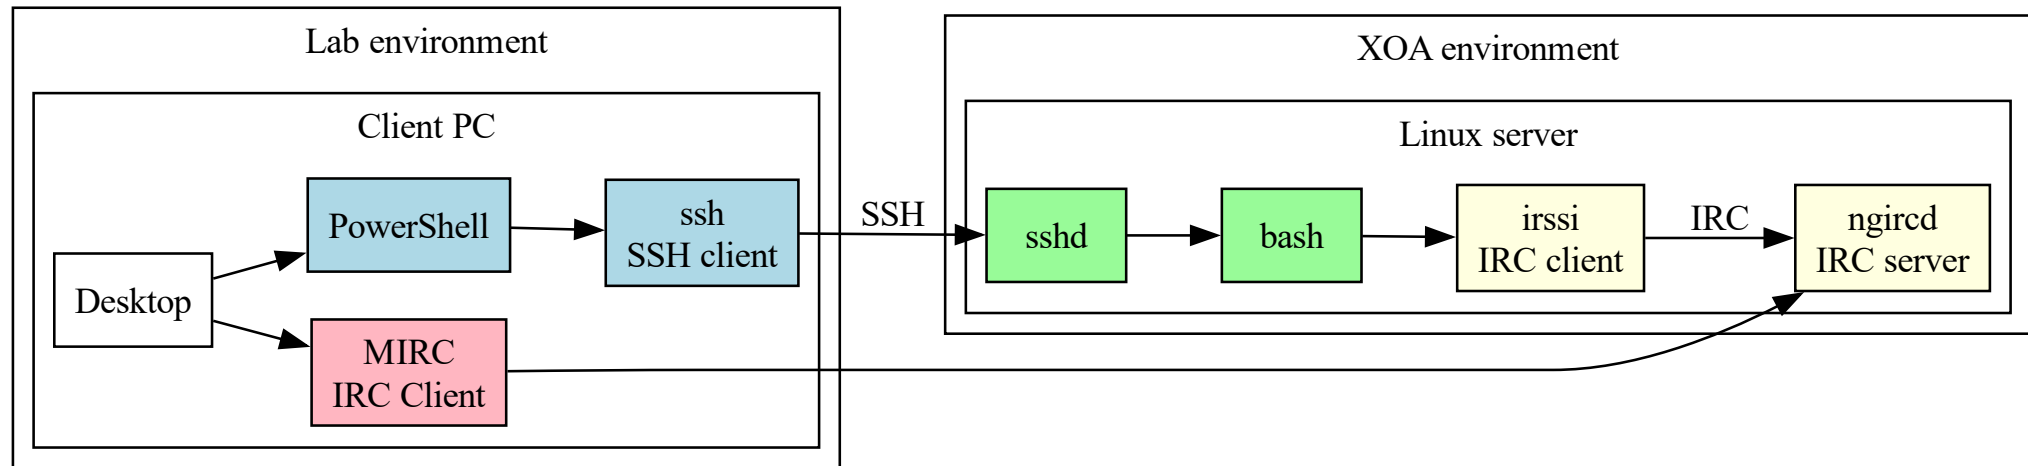 Lab environment
Client PC
Desktop
PowerShell
ssh
SSH client
MIRC
IRC Client
SSH
XOA environment
Linux server
sshd
bash
irssi
IRC client
IRC
ngircd
IRC server